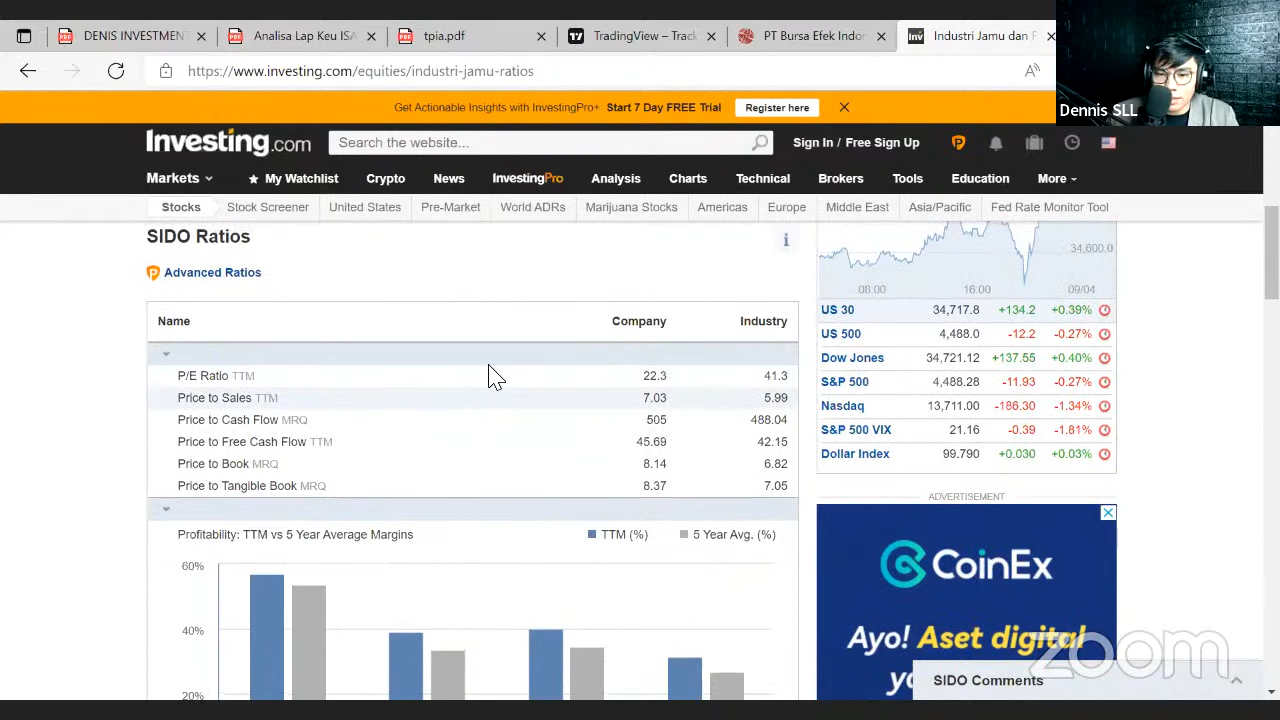 DENIS INVESTMENT
Analisa Lap Keu ISA
tpia.pdf
TradingView – Track
PT Bursa Efek Indon
Industri Jamu dan F
https://www.investing.com/equities/industri-jamu-ratios
Dennis SLL
Get Actionable Insights with InvestingPro+ Start 7 Day FREE Trial Register here
Investing.com
Search the website...
Sign In / Free Sign Up
Markets My Watchlist Crypto News InvestingPro Analysis Charts Technical Brokers Tools Education More
Stocks Stock Screener United States Pre-Market World ADRs Marijuana Stocks Americas Europe Middle East Asia/Pacific Fed Rate Monitor Tool
SIDO Ratios
Advanced Ratios
Name Company Industry
P/E Ratio TTM 22.3 41.3
Price to Sales TTM 7.03 5.99
Price to Cash Flow MRQ 505 488.04
Price to Free Cash Flow TTM 45.69 42.15
Price to Book MRQ 8.14 6.82
Price to Tangible Book MRQ 8.37 7.05
Profitability: TTM vs 5 Year Average Margins TTM (%) 5 Year Avg. (%)
60%
40%
20%
34,600.0
08:00 16:00 09/04
US 30 34,717.8 +134.2 +0.39%
US 500 4,488.0 -12.2 -0.27%
Dow Jones 34,721.12 +137.55 +0.40%
S&P 500 4,488.28 -11.93 -0.27%
Nasdaq 13,711.00 -186.30 -1.34%
S&P 500 VIX 21.16 -0.39 -1.81%
Dollar Index 99.790 +0.030 +0.03%
ADVERTISEMENT
CoinEx
Ayo! Aset digital
zoom
SIDO Comments